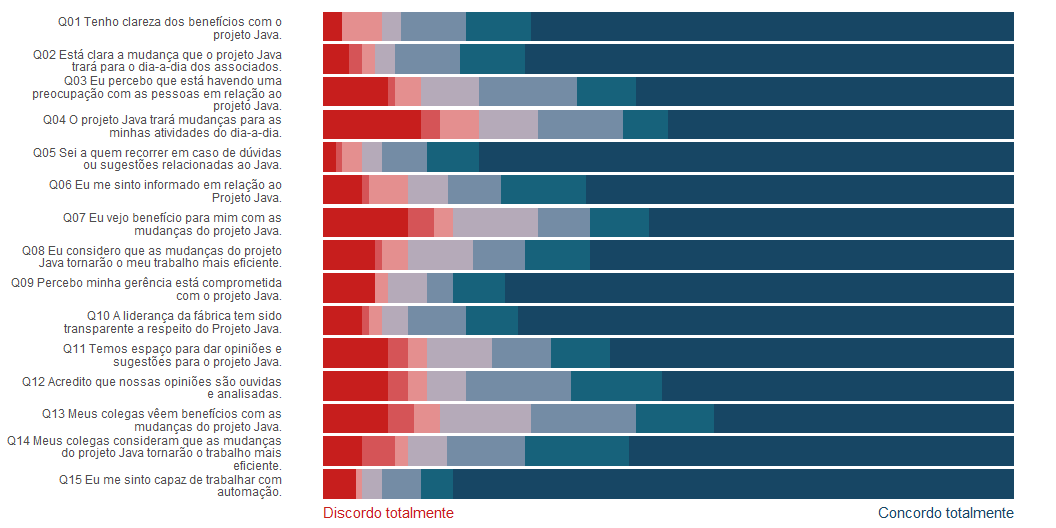 Q01 Tenho clareza dos benefícios com o
projeto Java.
Q02 Está clara a mudança que o projeto Java
trará para o dia-a-dia dos associados.
Q03 Eu percebo que está havendo uma
preocupação com as pessoas em relação ao
projeto Java.
Q04 O projeto Java trará mudanças para as
minhas atividades do dia-a-dia.
Q05 Sei a quem recorrer em caso de dúvidas
ou sugestões relacionadas ao Java.
Q06 Eu me sinto informado em relação ao
Projeto Java.
Q07 Eu vejo benefício para mim com as
mudanças do projeto Java.
Q08 Eu considero que as mudanças do projeto
Java tornarão o meu trabalho mais eficiente.
Q09 Percebo minha gerência está comprometida
com o projeto Java.
Q10 A liderança da fábrica tem sido
transparente a respeito do Projeto Java.
Q11 Temos espaço para dar opiniões e
sugestões para o projeto Java.
Q12 Acredito que nossas opiniões são ouvidas
e analisadas.
Q13 Meus colegas vêem benefícios com as
mudanças do projeto Java.
Q14 Meus colegas consideram que as mudanças
do projeto Java tornarão o trabalho mais
eficiente.
Q15 Eu me sinto capaz de trabalhar com
automação.
Discordo totalmente
Concordo totalmente